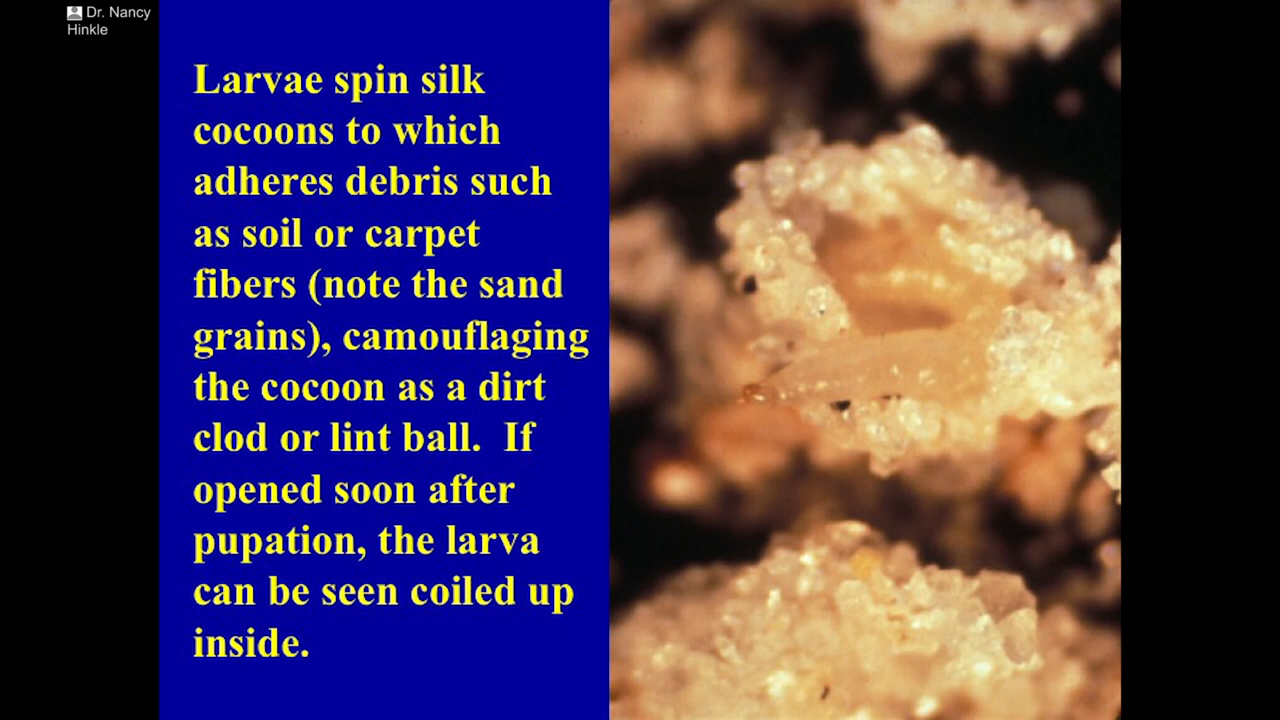 Dr. Nancy
Hinkle
Larvae spin silk
cocoons to which
adheres debris such
as soil or carpet
fibers (note the sand
grains), camouflaging
the cocoon as a dirt
clod or lint ball.  If
opened soon after
pupation, the larva
can be seen coiled up
inside.